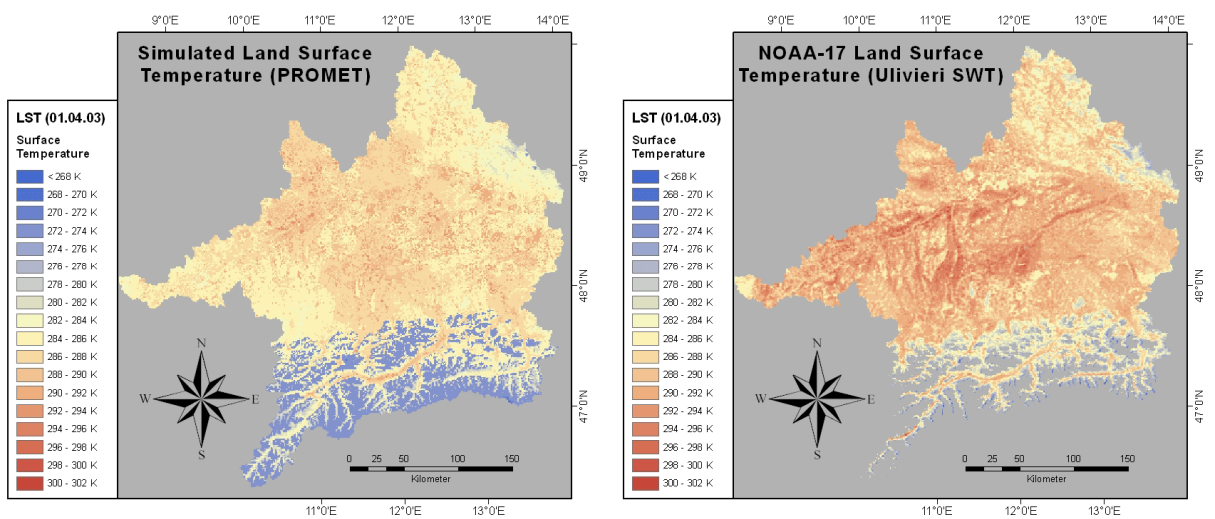 9°0'E 10°0'E 11°0'E 12°0'E 13°0'E 14°0'E
Simulated Land Surface
Temperature (PROMET)
LST (01.04.03)
Surface
Temperature
< 268 K
268 - 270 K
270 - 272 K
272 - 274 K
274 - 276 K
276 - 278 K
278 - 280 K
280 - 282 K
282 - 284 K
284 - 286 K
286 - 288 K
288 - 290 K
290 - 292 K
292 - 294 K
294 - 296 K
296 - 298 K
298 - 300 K
300 - 302 K
N
W E
S
0 25 50 100 150
Kilometer
49°0'N
48°0'N
47°0'N
11°0'E 12°0'E 13°0'E
9°0'E 10°0'E 11°0'E 12°0'E 13°0'E 14°0'E
NOAA-17 Land Surface
Temperature (Ulivieri SWT)
LST (01.04.03)
Surface
Temperature
< 268 K
268 - 270 K
270 - 272 K
272 - 274 K
274 - 276 K
276 - 278 K
278 - 280 K
280 - 282 K
282 - 284 K
284 - 286 K
286 - 288 K
288 - 290 K
290 - 292 K
292 - 294 K
294 - 296 K
296 - 298 K
298 - 300 K
300 - 302 K
N
W E
S
0 25 50 100 150
Kilometer
49°0'N
48°0'N
47°0'N
11°0'E 12°0'E 13°0'E